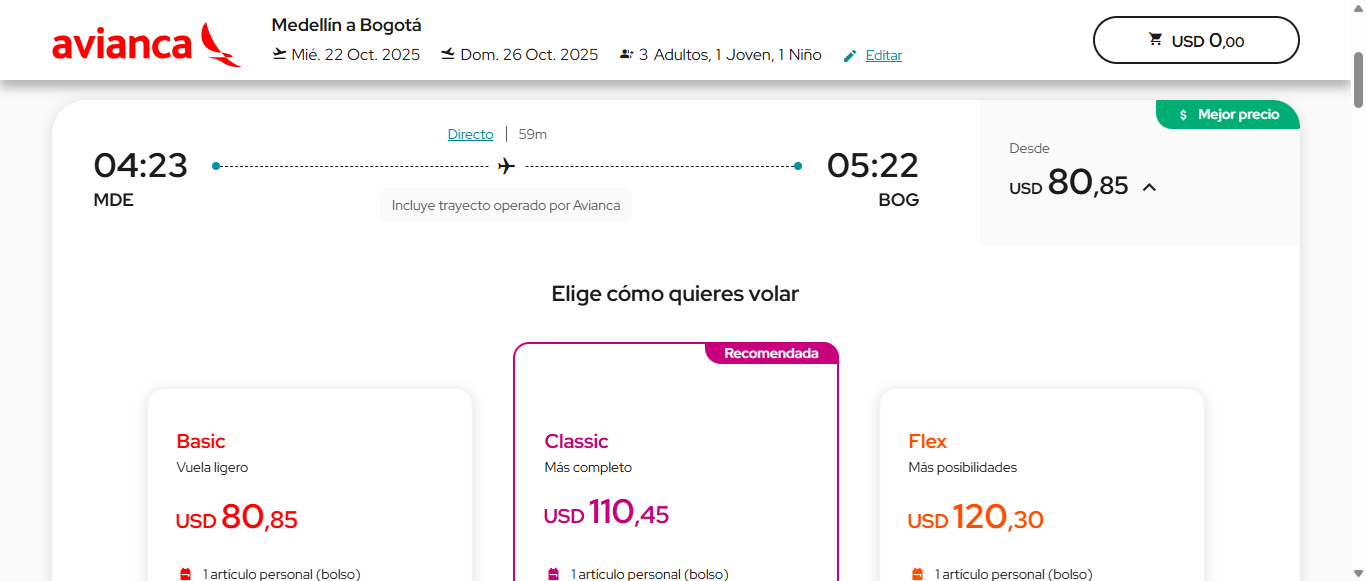 avianca
Medellín a Bogotá
Mié. 22 Oct. 2025 Dom. 26 Oct. 2025 3 Adultos, 1 Joven, 1 Niño Editar
USD 0,00
$ Mejor precio
Directo | 59m
04:23
05:22
MDE
BOG
Incluye trayecto operado por Avianca
Desde
USD 80,85
Elige cómo quieres volar
Basic
Vuela ligero
USD 80,85
1 artículo personal (bolso)
Recomendada
Classic
Más completo
USD 110,45
1 artículo personal (bolso)
Flex
Más posibilidades
USD 120,30
1 artículo personal (bolso)